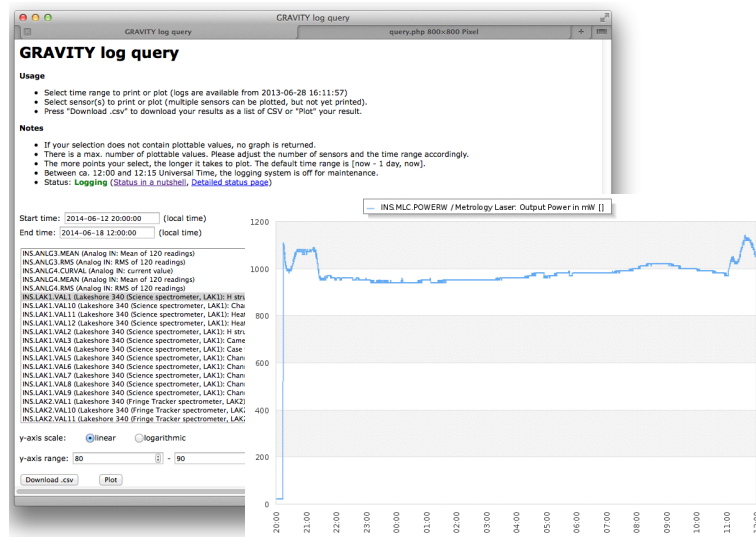 GRAVITY log query
GRAVITY log query
query.php 800×800 Pixel
+
GRAVITY log query
Usage
• Select time range to print or plot (logs are available from 2013-06-28 16:11:57)
• Select sensor(s) to print or plot (multiple sensors can be plotted, but not yet printed).
• Press "Download .csv" to download your results as a list of CSV or "Plot" your result.
Notes
• If your selection does not contain plottable values, no graph is returned.
• There is a max. number of plottable values. Please adjust the number of sensors and the time range accordingly.
• The more points your select, the longer it takes to plot. The default time range is [now - 1 day, now].
• Between ca. 12:00 and 12:15 Universal Time, the logging system is off for maintenance.
• Status: Logging (Status in a nutshell, Detailed status page)
Start time: 2014-06-12 20:00:00 (local time)
End time: 2014-06-18 12:00:00 (local time)
INS.ANLG3.MEAN (Analog IN: Mean of 120 readings)
INS.ANLG3.RMS (Analog IN: RMS of 120 readings)
INS.ANLG4.CURVAL (Analog IN: current value)
INS.ANLG4.MEAN (Analog IN: Mean of 120 readings)
INS.ANLG4.RMS (Analog IN: RMS of 120 readings)
INS.LAK1.VAL1 (Lakeshore 340 (Science spectrometer, LAK1): H stru
INS.LAK1.VAL10 (Lakeshore 340 (Science spectrometer, LAK1): Cha
INS.LAK1.VAL11 (Lakeshore 340 (Science spectrometer, LAK1): Heat
INS.LAK1.VAL12 (Lakeshore 340 (Science spectrometer, LAK1): Heat
INS.LAK1.VAL2 (Lakeshore 340 (Science spectrometer, LAK1): H stru
INS.LAK1.VAL3 (Lakeshore 340 (Science spectrometer, LAK1): Came
INS.LAK1.VAL4 (Lakeshore 340 (Science spectrometer, LAK1): Case
INS.LAK1.VAL5 (Lakeshore 340 (Science spectrometer, LAK1): Chan
INS.LAK1.VAL6 (Lakeshore 340 (Science spectrometer, LAK1): Chan
INS.LAK1.VAL7 (Lakeshore 340 (Science spectrometer, LAK1): Chan
INS.LAK1.VAL8 (Lakeshore 340 (Science spectrometer, LAK1): Chan
INS.LAK1.VAL9 (Lakeshore 340 (Science spectrometer, LAK1): Chan
INS.LAK2.VAL1 (Lakeshore 340 (Fringe Tracker spectrometer, LAK2)
INS.LAK2.VAL10 (Lakeshore 340 (Fringe Tracker spectrometer, LAK2
INS.LAK2.VAL11 (Lakeshore 340 (Fringe Tracker spectrometer, LAK2
y-axis scale: linear logarithmic
y-axis range: 80 - 90
Download .csv Plot
INS.MLC.POWERW / Metrology Laser: Output Power in mW []
1200
1000
800
600
400
200
0
20:00
21:00
22:00
23:00
00:00
01:00
02:00
03:00
04:00
05:00
06:00
07:00
08:00
09:00
10:00
11:00